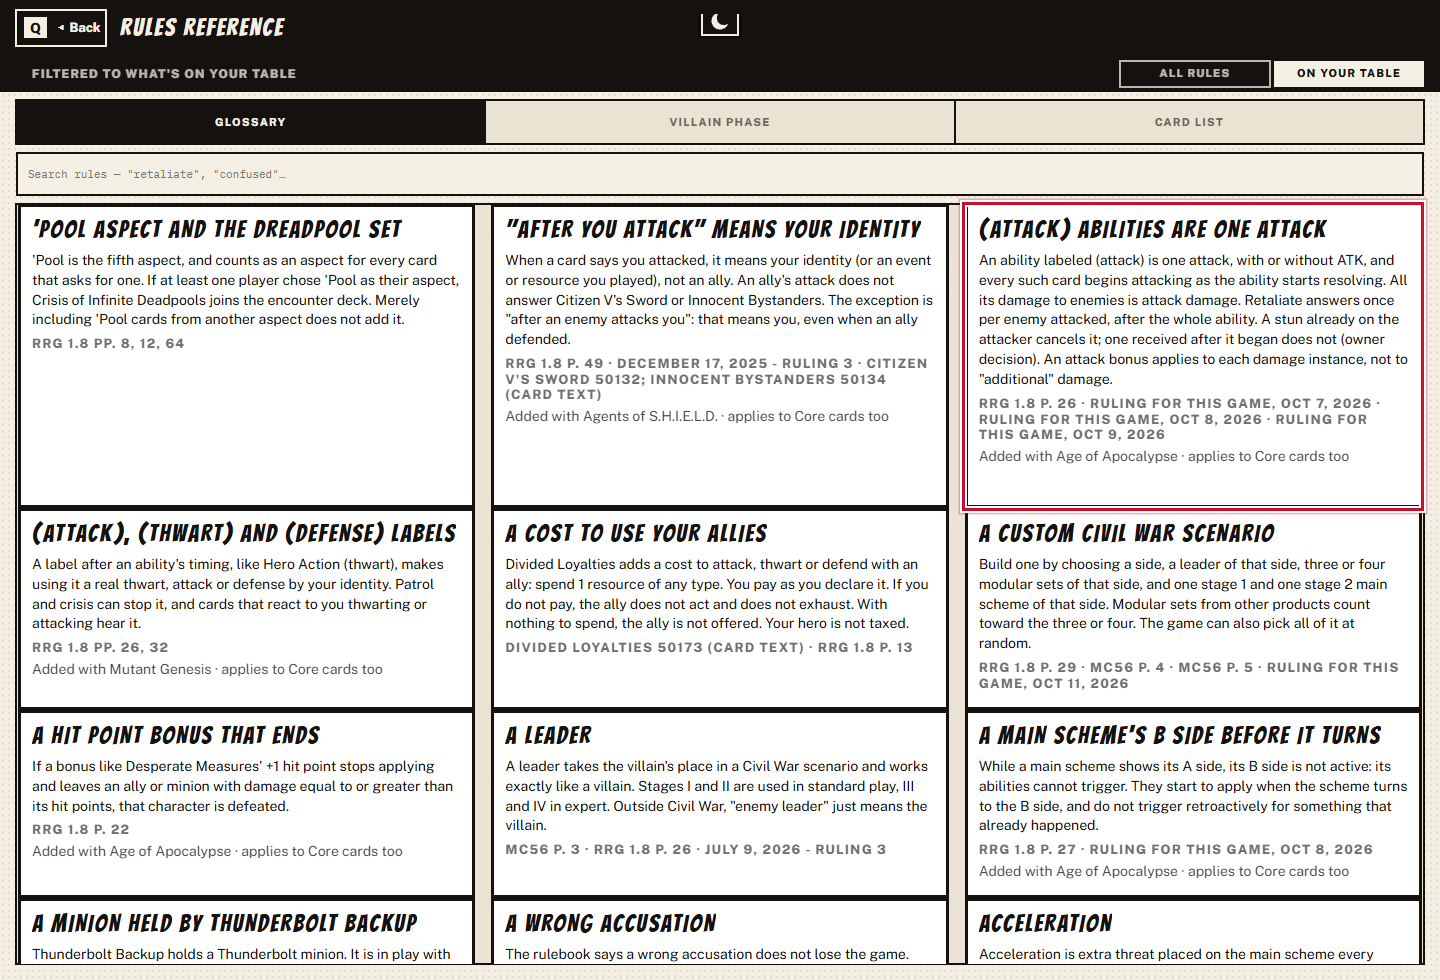 Q ◂ Back RULES REFERENCE
FILTERED TO WHAT'S ON YOUR TABLE
ALL RULES
ON YOUR TABLE
GLOSSARY
VILLAIN PHASE
CARD LIST
Search rules — "retaliate", "confused"…
'POOL ASPECT AND THE DREADPOOL SET
'Pool is the fifth aspect, and counts as an aspect for every card
that asks for one. If at least one player chose 'Pool as their aspect,
Crisis of Infinite Deadpools joins the encounter deck. Merely
including 'Pool cards from another aspect does not add it.
RRG 1.8 PP. 8, 12, 64
"AFTER YOU ATTACK" MEANS YOUR IDENTITY
When a card says you attacked, it means your identity (or an event
or resource you played), not an ally. An ally's attack does not
answer Citizen V's Sword or Innocent Bystanders. The exception is
"after an enemy attacks you": that means you, even when an ally
defended.
RRG 1.8 P. 49 · DECEMBER 17, 2025 - RULING 3 · CITIZEN
V'S SWORD 50132; INNOCENT BYSTANDERS 50134
(CARD TEXT)
Added with Agents of S.H.I.E.L.D. · applies to Core cards too
(ATTACK) ABILITIES ARE ONE ATTACK
An ability labeled (attack) is one attack, with or without ATK, and
every such card begins attacking as the ability starts resolving. All
its damage to enemies is attack damage. Retaliate answers once
per enemy attacked, after the whole ability. A stun already on the
attacker cancels it; one received after it began does not (owner
decision). An attack bonus applies to each damage instance, not to
"additional" damage.
RRG 1.8 P. 26 · RULING FOR THIS GAME, OCT 7, 2026 ·
RULING FOR THIS GAME, OCT 8, 2026 · RULING FOR
THIS GAME, OCT 9, 2026
Added with Age of Apocalypse · applies to Core cards too
(ATTACK), (THWART) AND (DEFENSE) LABELS
A label after an ability's timing, like Hero Action (thwart), makes
using it a real thwart, attack or defense by your identity. Patrol
and crisis can stop it, and cards that react to you thwarting or
attacking hear it.
RRG 1.8 PP. 26, 32
Added with Mutant Genesis · applies to Core cards too
A COST TO USE YOUR ALLIES
Divided Loyalties adds a cost to attack, thwart or defend with an
ally: spend 1 resource of any type. You pay as you declare it. If you
do not pay, the ally does not act and does not exhaust. With
nothing to spend, the ally is not offered. Your hero is not taxed.
DIVIDED LOYALTIES 50173 (CARD TEXT) · RRG 1.8 P. 13
A CUSTOM CIVIL WAR SCENARIO
Build one by choosing a side, a leader of that side, three or four
modular sets of that side, and one stage 1 and one stage 2 main
scheme of that side. Modular sets from other products count
toward the three or four. The game can also pick all of it at
random.
RRG 1.8 P. 29 · MC56 P. 4 · MC56 P. 5 · RULING FOR THIS
GAME, OCT 11, 2026
A HIT POINT BONUS THAT ENDS
If a bonus like Desperate Measures' +1 hit point stops applying
and leaves an ally or minion with damage equal to or greater than
its hit points, that character is defeated.
RRG 1.8 P. 22
Added with Age of Apocalypse · applies to Core cards too
A LEADER
A leader takes the villain's place in a Civil War scenario and works
exactly like a villain. Stages I and II are used in standard play, III
and IV in expert. Outside Civil War, "enemy leader" just means the
villain.
MC56 P. 3 · RRG 1.8 P. 26 · JULY 9, 2026 - RULING 3
A MAIN SCHEME'S B SIDE BEFORE IT TURNS
While a main scheme shows its A side, its B side is not active: its
abilities cannot trigger. They start to apply when the scheme turns
to the B side, and do not trigger retroactively for something that
already happened.
RRG 1.8 P. 27 · RULING FOR THIS GAME, OCT 8, 2026
Added with Age of Apocalypse · applies to Core cards too
A MINION HELD BY THUNDERBOLT BACKUP
Thunderbolt Backup holds a Thunderbolt minion. It is in play with
A WRONG ACCUSATION
The rulebook says a wrong accusation does not lose the game.
ACCELERATION
Acceleration is extra threat placed on the main scheme every